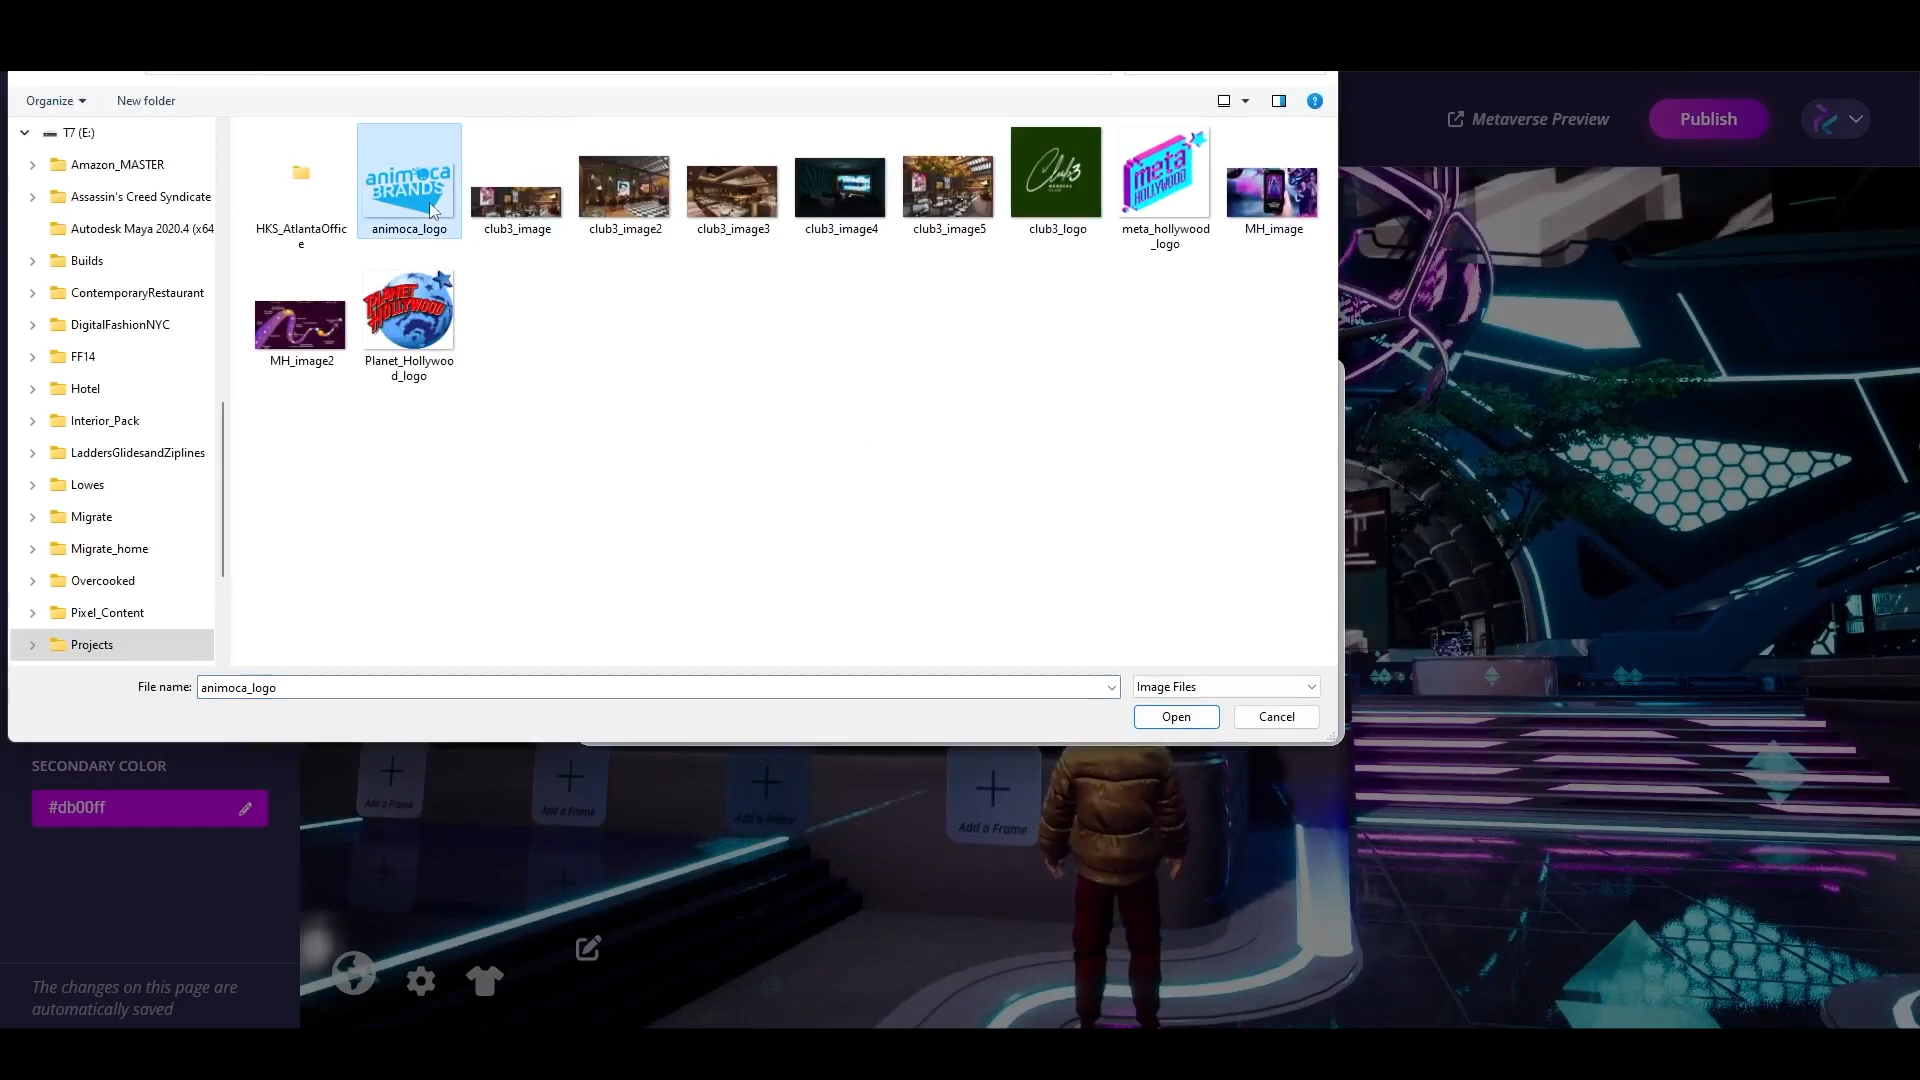 Organize
New folder
T7 (E:)
Amazon_MASTER
Assassin's Creed Syndicate
Autodesk Maya 2020.4 (x64
Builds
ContemporaryRestaurant
DigitalFashionNYC
FF14
Hotel
Interior_Pack
LaddersGlidesandZiplines
Lowes
Migrate
Migrate_home
Overcooked
Pixel_Content
Projects
animoca
BRANDS
Club3
meta
HOLLYWOOD
HKS_AtlantaOffic
e
animoca_logo
club3_image
club3_image2
club3_image3
club3_image4
club3_image5
club3_logo
meta_hollywood
_logo
MH_image
PLANET
HOLLYWOOD
MH_image2
Planet_Hollywoo
d_logo
File name:
animoca_logo
Image Files
Open
Cancel
Metaverse Preview
Publish
SECONDARY COLOR
#db00ff
Add a Frame
Add a Frame
Add a Frame
Add a Frame
The changes on this page are
automatically saved